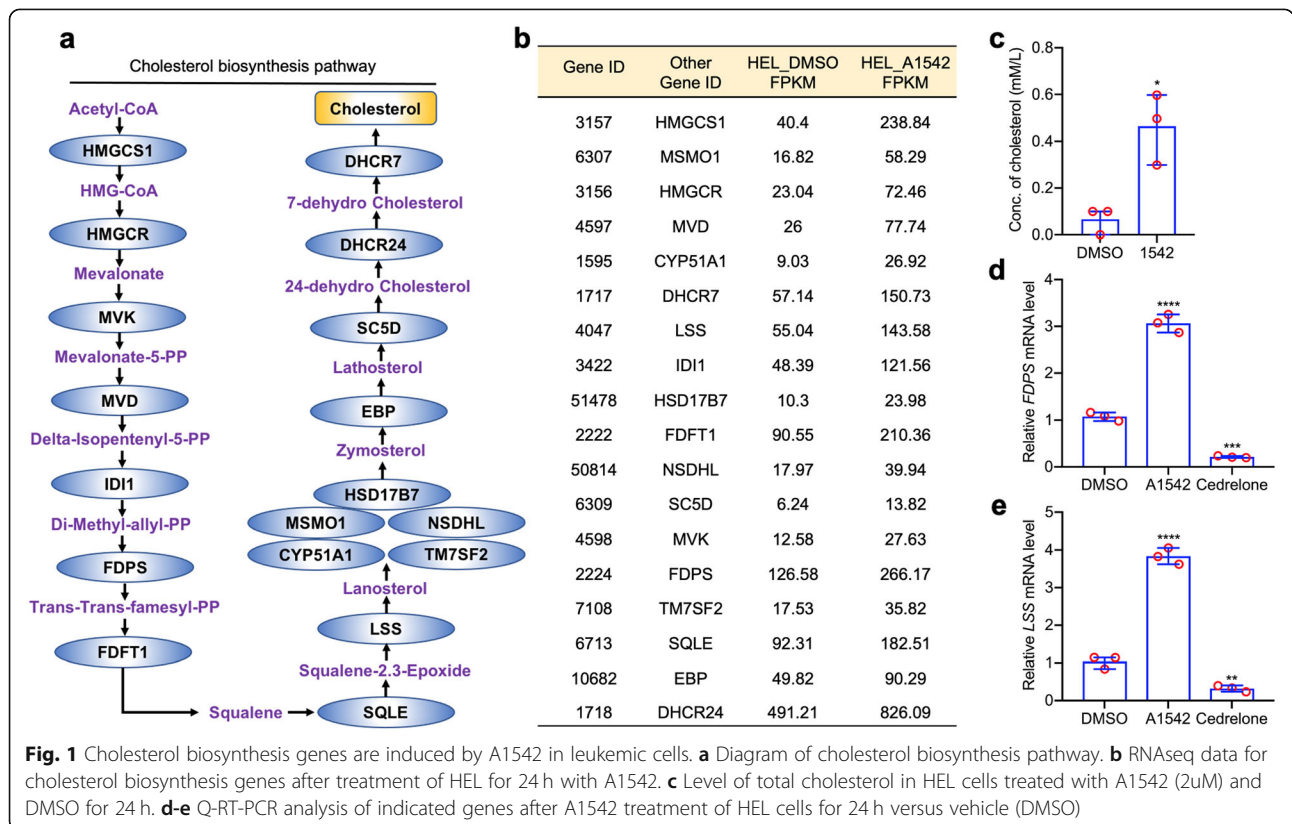 a
Cholesterol biosynthesis pathway
Acetyl-CoA
HMGCS1
HMG-CoA
HMGCR
Mevalonate
MVK
Mevalonate-5-PP
MVD
Delta-Isopentenyl-5-PP
IDI1
Di-Methyl-allyl-PP
FDPS
Trans-Trans-famesyl-PP
FDFT1
Squalene
SQLE
Squalene-2.3-Epoxide
LSS
Lanosterol
CYP51A1
TM7SF2
MSMO1
NSDHL
HSD17B7
Zymosterol
EBP
Lathosterol
SC5D
24-dehydro Cholesterol
DHCR24
7-dehydro Cholesterol
DHCR7
Cholesterol
b
Gene ID Other Gene ID HEL_DMSO FPKM HEL_A1542 FPKM
3157 HMGCS1 40.4 238.84
6307 MSMO1 16.82 58.29
3156 HMGCR 23.04 72.46
4597 MVD 26 77.74
1595 CYP51A1 9.03 26.92
1717 DHCR7 57.14 150.73
4047 LSS 55.04 143.58
3422 IDI1 48.39 121.56
51478 HSD17B7 10.3 23.98
2222 FDFT1 90.55 210.36
50814 NSDHL 17.97 39.94
6309 SC5D 6.24 13.82
4598 MVK 12.58 27.63
2224 FDPS 126.58 266.17
7108 TM7SF2 17.53 35.82
6713 SQLE 92.31 182.51
10682 EBP 49.82 90.29
1718 DHCR24 491.21 826.09
c
Conc. of cholesterol (mM/L)
0.8
0.6
0.4
0.2
0.0
*
DMSO 1542
d
Relative FDPS mRNA level
4
3
2
1
0
****
***
DMSO A1542 Cedrelone
e
Relative LSS mRNA level
5
4
3
2
1
0
****
**
DMSO A1542 Cedrelone
Fig. 1 Cholesterol biosynthesis genes are induced by A1542 in leukemic cells. a Diagram of cholesterol biosynthesis pathway. b RNAseq data for
cholesterol biosynthesis genes after treatment of HEL for 24 h with A1542. c Level of total cholesterol in HEL cells treated with A1542 (2uM) and
DMSO for 24 h. d-e Q-RT-PCR analysis of indicated genes after A1542 treatment of HEL cells for 24 h versus vehicle (DMSO)